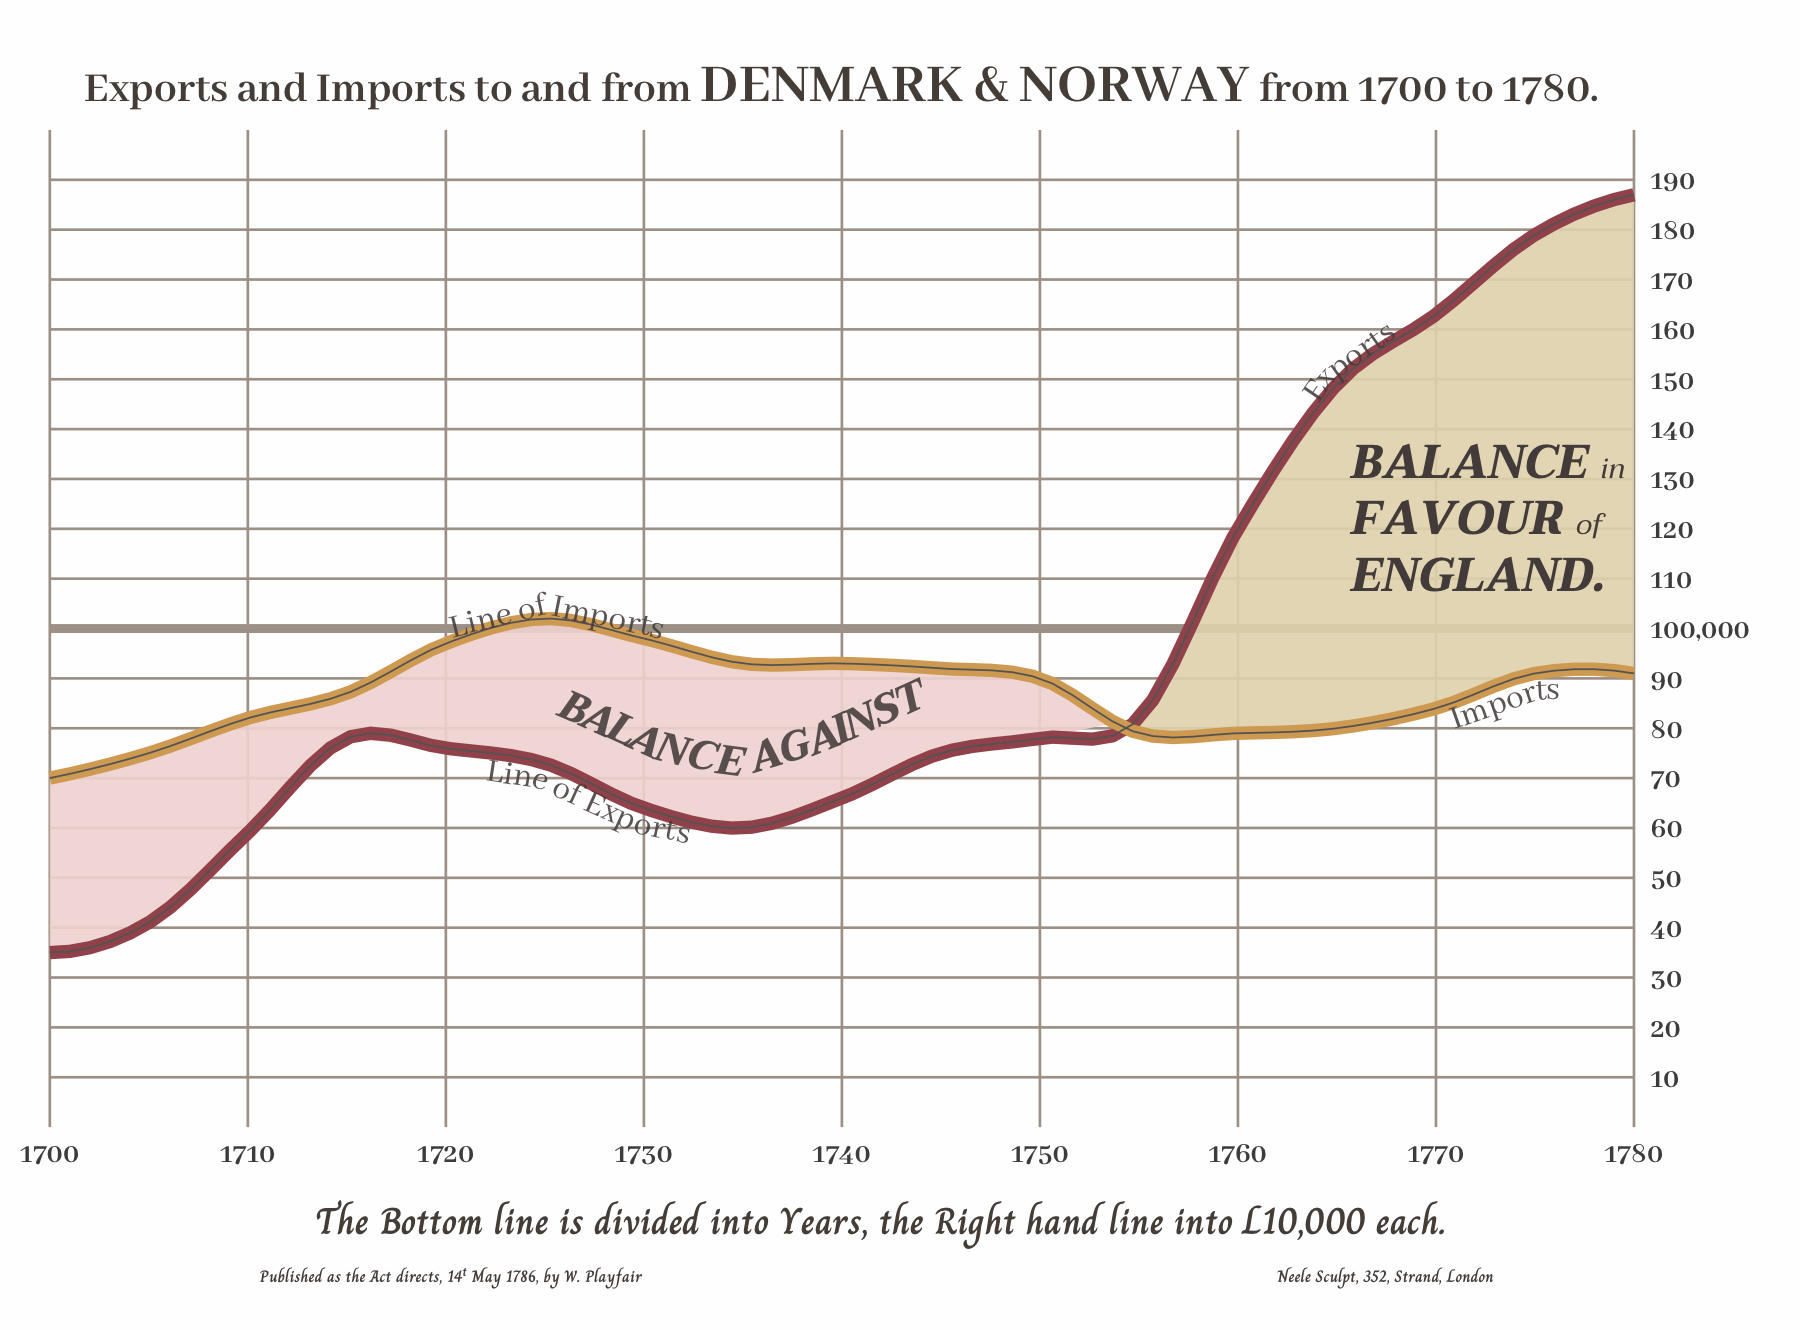 Exports and Imports to and from DENMARK & NORWAY from 1700 to 1780.
190
180
170
160
Exports
150
140
BALANCE in
130
FAVOUR of
120
ENGLAND.
110
Line of Imports
100,000
90
BALANCE AGAINST
Imports
80
Line of Exports
70
60
50
40
30
20
10
1700 1710 1720 1730 1740 1750 1760 1770 1780
The Bottom line is divided into Years, the Right hand line into £10,000 each.
Published as the Act directs, 14t May 1786, by W. Playfair
Neele Sculpt, 352, Strand, London